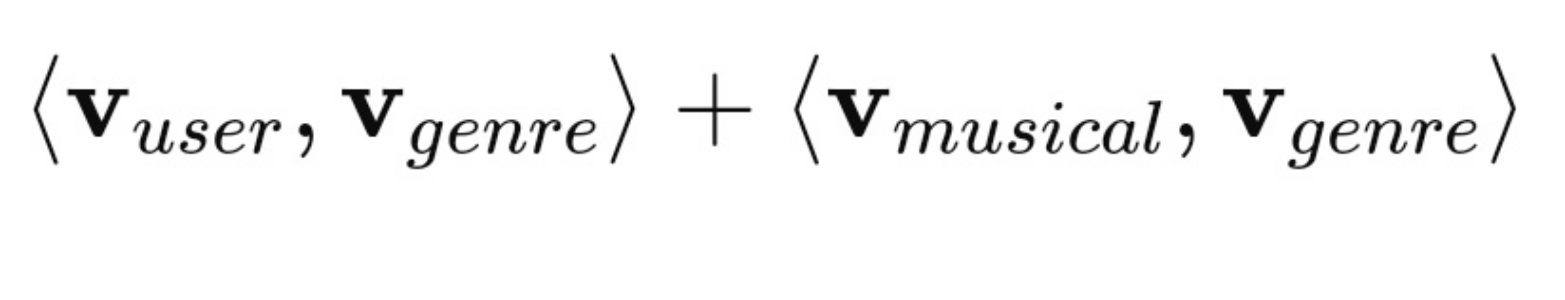 ⟨v_user, v_genre⟩ + ⟨v_musical, v_genre⟩